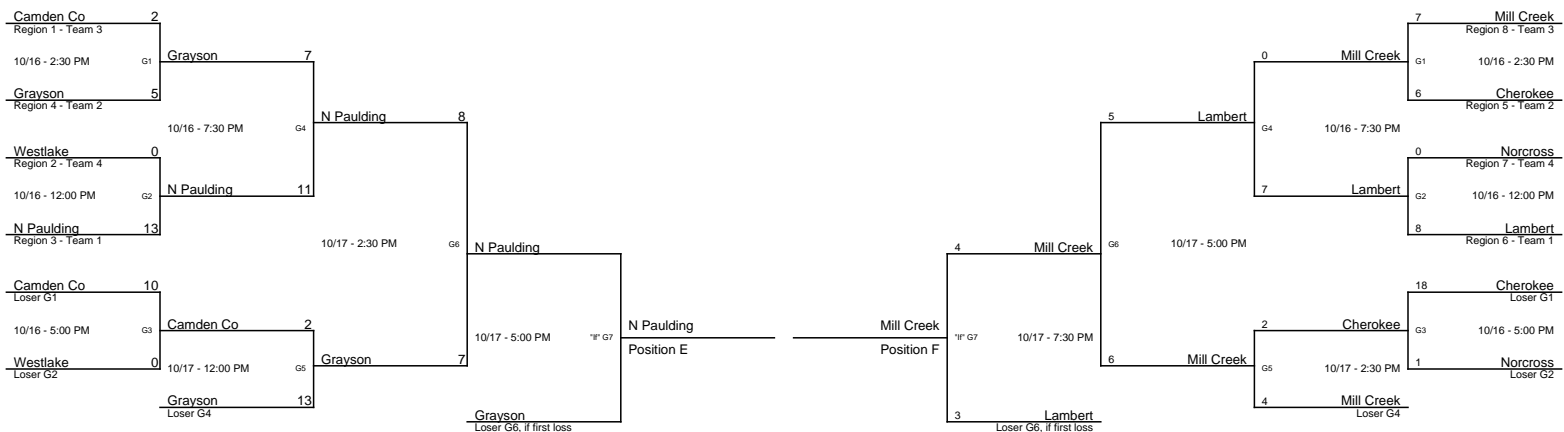 Camden Co 2
Region 1 - Team 3
10/16 - 2:30 PM G1
Grayson 5
Region 4 - Team 2
Grayson 7
10/16 - 7:30 PM G4
Westlake 0
Region 2 - Team 4
10/16 - 12:00 PM G2
N Paulding 13
Region 3 - Team 1
N Paulding 11
N Paulding 8
10/17 - 2:30 PM G6
Camden Co 10
Loser G1
10/16 - 5:00 PM G3
Westlake 0
Loser G2
Camden Co 2
10/17 - 12:00 PM G5
Grayson 13
Loser G4
Grayson 7
N Paulding
10/17 - 5:00 PM "If" G7
Grayson
Loser G6, if first loss
N Paulding
Position E
Mill Creek
Position F
4 Mill Creek
"If" G7 10/17 - 7:30 PM
3 Lambert
Loser G6, if first loss
5 Lambert
G6 10/17 - 5:00 PM
6 Mill Creek
0 Mill Creek
G4 10/16 - 7:30 PM
7 Lambert
2 Cherokee
G5 10/17 - 2:30 PM
4 Mill Creek
Loser G4
7 Mill Creek
Region 8 - Team 3
G1 10/16 - 2:30 PM
6 Cherokee
Region 5 - Team 2
0 Norcross
Region 7 - Team 4
G2 10/16 - 12:00 PM
8 Lambert
Region 6 - Team 1
18 Cherokee
Loser G1
G3 10/16 - 5:00 PM
1 Norcross
Loser G2